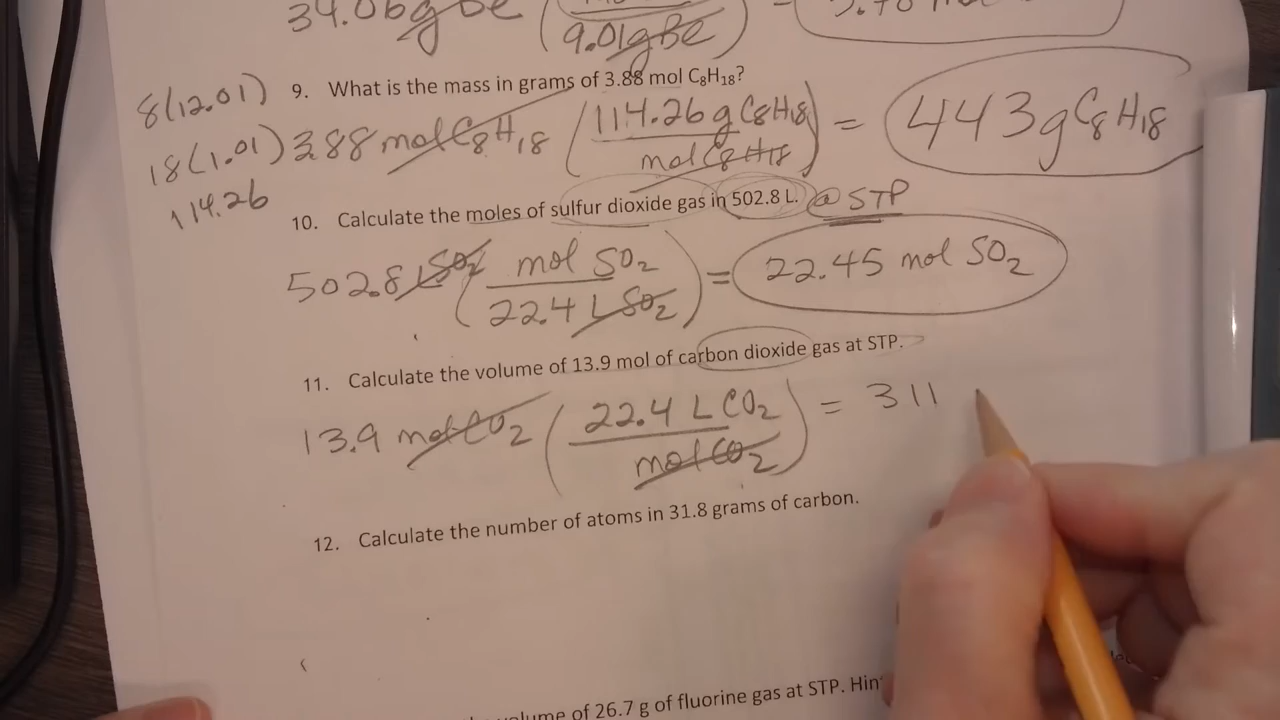 34.06g Be ( 9.01g Be ) =
9. What is the mass in grams of 3.88 mol C₈H₁₈?
8(12.01)
18(1.01)
114.26
3.88 mol C₈H₁₈ ( 114.26 g C₈H₁₈ / mol C₈H₁₈ ) = 443g C₈H₁₈
10. Calculate the moles of sulfur dioxide gas in 502.8 L. @ STP
502.8 L SO₂ ( mol SO₂ / 22.4 L SO₂ ) = 22.45 mol SO₂
11. Calculate the volume of 13.9 mol of carbon dioxide gas at STP.
13.9 mol CO₂ ( 22.4 L CO₂ / mol CO₂ ) = 311
12. Calculate the number of atoms in 31.8 grams of carbon.
volume of 26.7 g of fluorine gas at STP. Hin